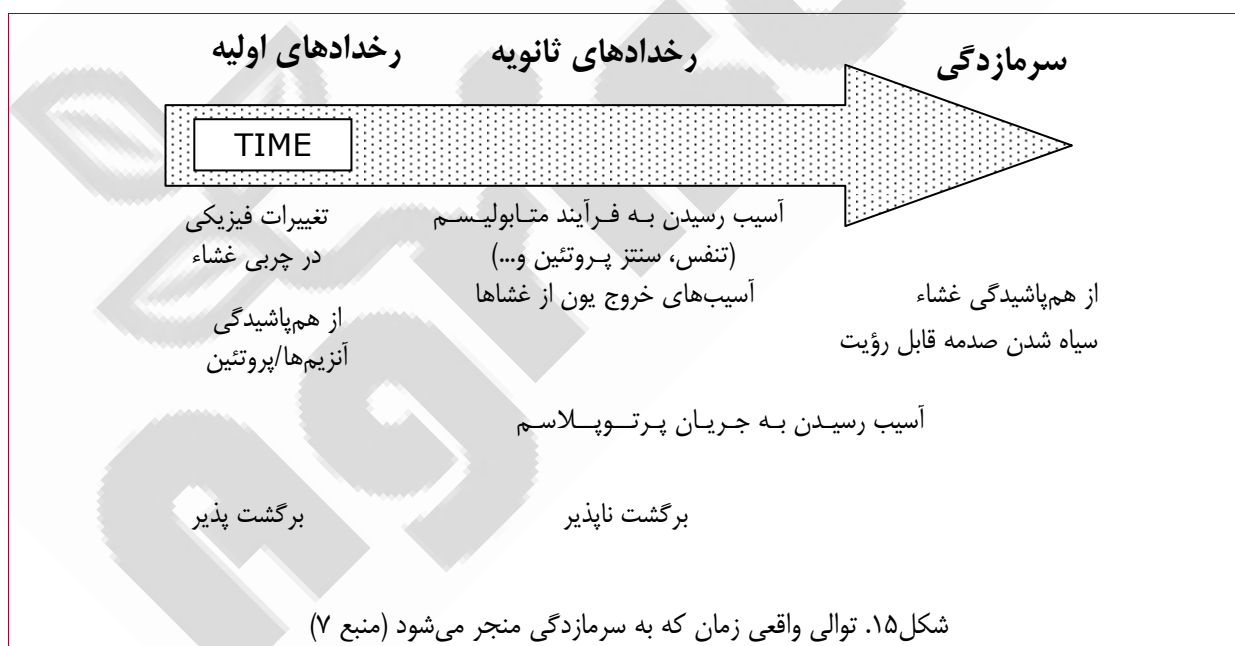 رخدادهای اولیه
رخدادهای ثانویه
سرمازدگی
TIME
تغییرات فیزیکی
در چربی غشاء
از هم‌پاشیدگی
آنزیم‌ها/پروتئین
آسیب رسیدن به فرآیند متابولیسم
(تنفس، سنتز پروتئین و...)
آسیب‌های خروج یون از غشاها
از هم‌پاشیدگی غشاء
سیاه شدن صدمه قابل رؤیت
آسیب رسیدن به جریان پرتوپلاسم
برگشت پذیر
برگشت ناپذیر
شکل۱۵. توالی واقعی زمان که به سرمازدگی منجر می‌شود (منبع ۷)